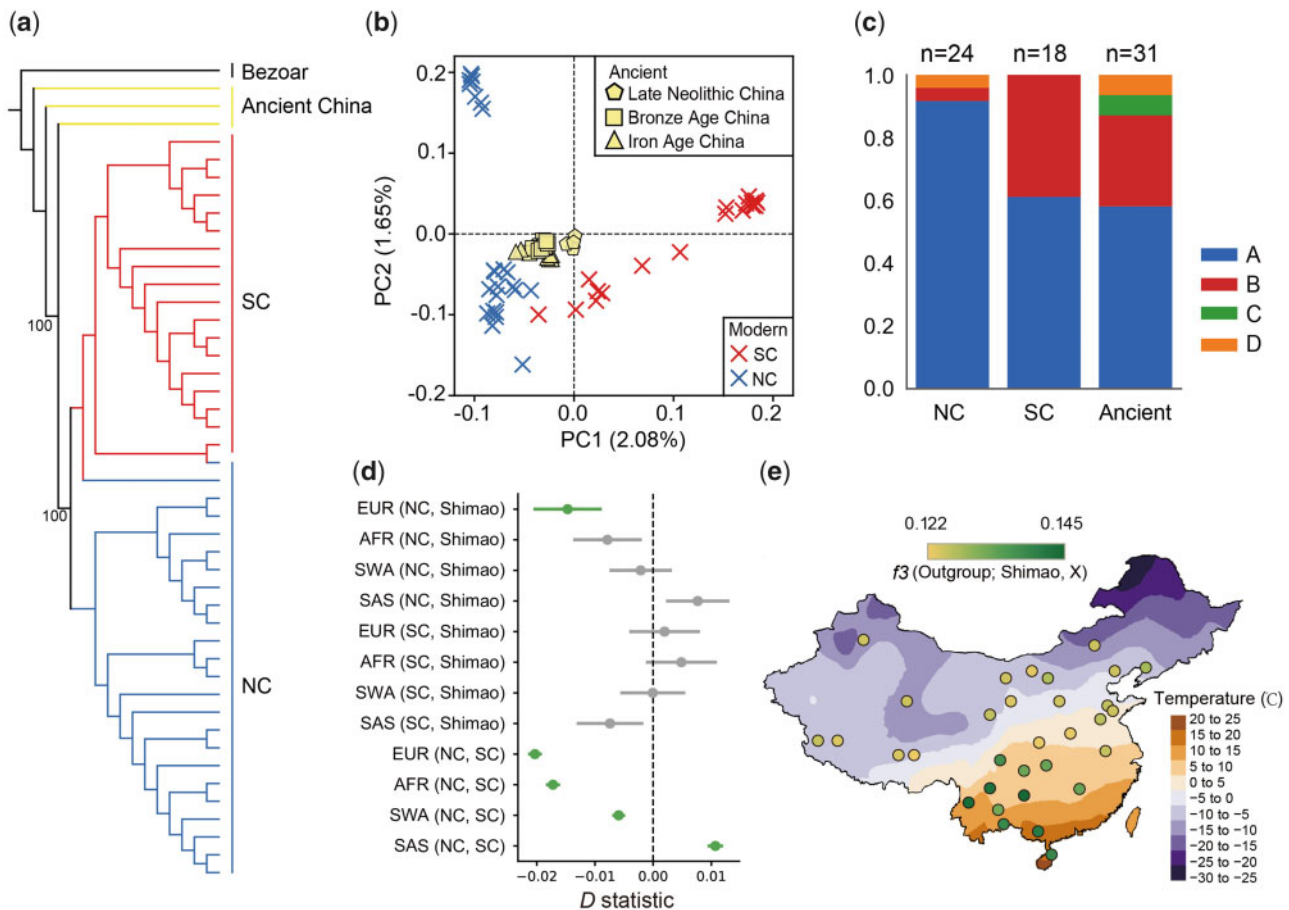 (a)
Bezoar
Ancient China
SC
NC
100
100
(b)
0.2
0.1
0.0
-0.1
-0.2
PC2 (1.65%)
-0.1
0.0
0.1
0.2
PC1 (2.08%)
Ancient
Late Neolithic China
Bronze Age China
Iron Age China
Modern
SC
NC
(c)
n=24 n=18 n=31
1.0
0.8
0.6
0.4
0.2
0.0
NC SC Ancient
A
B
C
D
(d)
EUR (NC, Shimao)
AFR (NC, Shimao)
SWA (NC, Shimao)
SAS (NC, Shimao)
EUR (SC, Shimao)
AFR (SC, Shimao)
SWA (SC, Shimao)
SAS (SC, Shimao)
EUR (NC, SC)
AFR (NC, SC)
SWA (NC, SC)
SAS (NC, SC)
−0.02 −0.01 0.00 0.01
D statistic
(e)
0.122 0.145
f3 (Outgroup; Shimao, X)
Temperature (C)
20 to 25
15 to 20
10 to 15
5 to 10
0 to 5
−5 to 0
−10 to −5
−15 to −10
−20 to −15
−25 to −20
−30 to −25